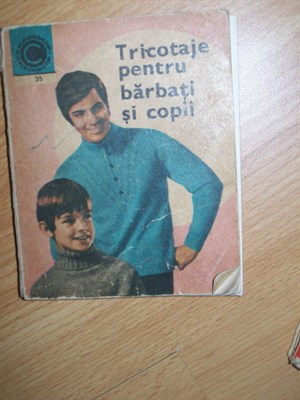 35
Tricotaje
pentru
bărbați
și copii